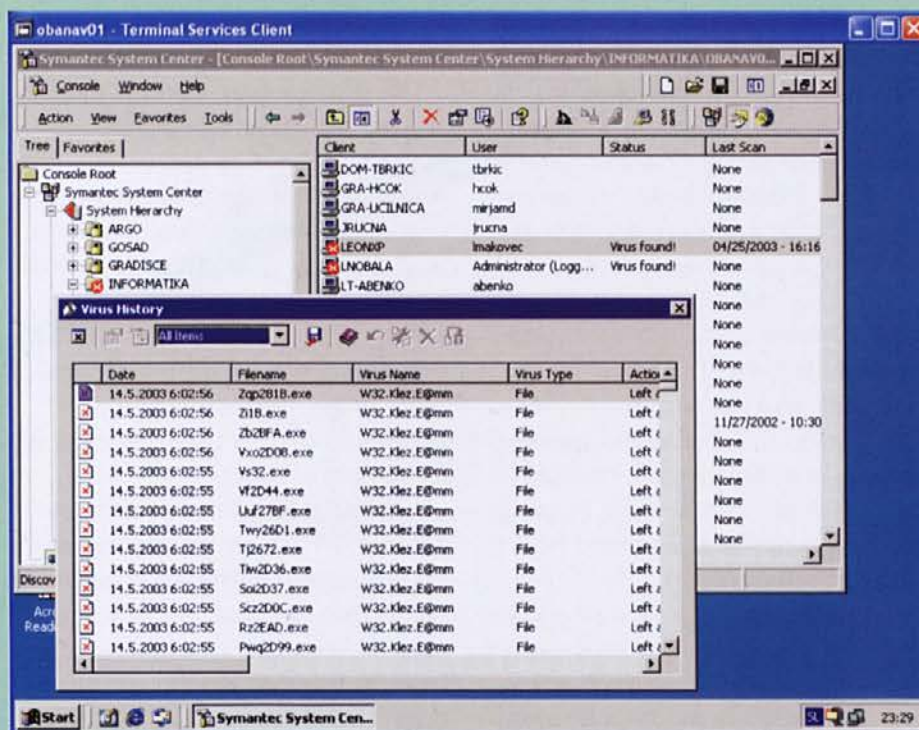 obanav01 - Terminal Services Client
Symantec System Center - [Console Root\Symantec System Center\System Hierarchy\INFORMATIKA\OBANAV0...
Console Window Help
Action View Favorites Tools
Tree Favorites
Client User Status Last Scan
Console Root
Symantec System Center
System Hierarchy
ARGO
GOSAD
GRADISCE
INFORMATIKA
DOM-TBRKIC tbrkic None
GRA-HCOK hcok None
GRA-UCILNICA mirjamd None
JRUCNA jrucna None
LEONXP lmakovec Virus found! 04/25/2003 - 16:16
LNOBALA Administrator (Logg... Virus found! None
LT-ABENKO abenko None
None
None
None
None
None
None
11/27/2002 - 10:30
None
None
None
None
None
None
Virus History
All items
Date Filename Virus Name Virus Type Action
14.5.2003 6:02:56 Zqp281B.exe W32.Klez.E@mm File Left
14.5.2003 6:02:56 Zi1B.exe W32.Klez.E@mm File Left
14.5.2003 6:02:56 Zb2BFA.exe W32.Klez.E@mm File Left
14.5.2003 6:02:56 Vxo2D08.exe W32.Klez.E@mm File Left
14.5.2003 6:02:55 Vs32.exe W32.Klez.E@mm File Left
14.5.2003 6:02:55 Vf2D44.exe W32.Klez.E@mm File Left
14.5.2003 6:02:55 Uuf27BF.exe W32.Klez.E@mm File Left
14.5.2003 6:02:55 Twy26D1.exe W32.Klez.E@mm File Left
14.5.2003 6:02:55 Tj2672.exe W32.Klez.E@mm File Left
14.5.2003 6:02:55 Tiw2D36.exe W32.Klez.E@mm File Left
14.5.2003 6:02:55 Soi2D37.exe W32.Klez.E@mm File Left
14.5.2003 6:02:55 Scz2D0C.exe W32.Klez.E@mm File Left
14.5.2003 6:02:55 Rz2EAD.exe W32.Klez.E@mm File Left
14.5.2003 6:02:55 Pwq2D99.exe W32.Klez.E@mm File Left
Discov
Acro
Read
Start Symantec System Cen... SL 23:29